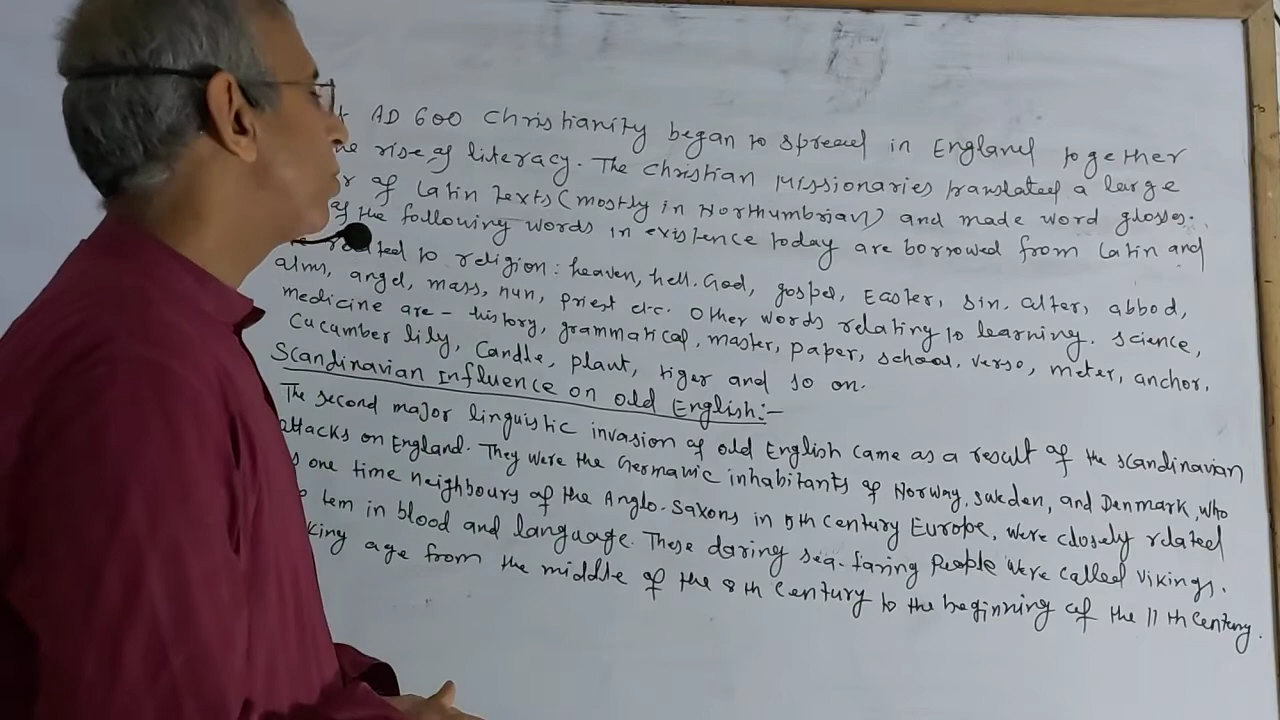 AD 600 Christianity began to spread in England together
rise of literacy. The Christian Missionaries translated a large
of Latin texts (mostly in Northumbrian) and made word glosses.
of the following words in existence today are borrowed from Latin and
related to religion: heaven, hell. God, gospel, Easter, sin. alter, abbod,
alms, angel, mass, nun, priest etc. Other words relating to learning. science,
medicine are - history, grammatical, master, paper, school, verso, meter, anchor,
Cucumber lily, Candle, plant, tiger and so on.
Scandinavian Influence on old English:-
The second major linguistic invasion of old English came as a result of the scandinavian
attacks on England. They were the Germanic inhabitants of Norway, sweden, and Denmark, who
one time neighbours of the Anglo-Saxons in 5th Century Europe, were closely related
tem in blood and language. These daring sea-faring People were called Vikings.
age from the middle of the 8th Century to the beginning of the 11th Century.